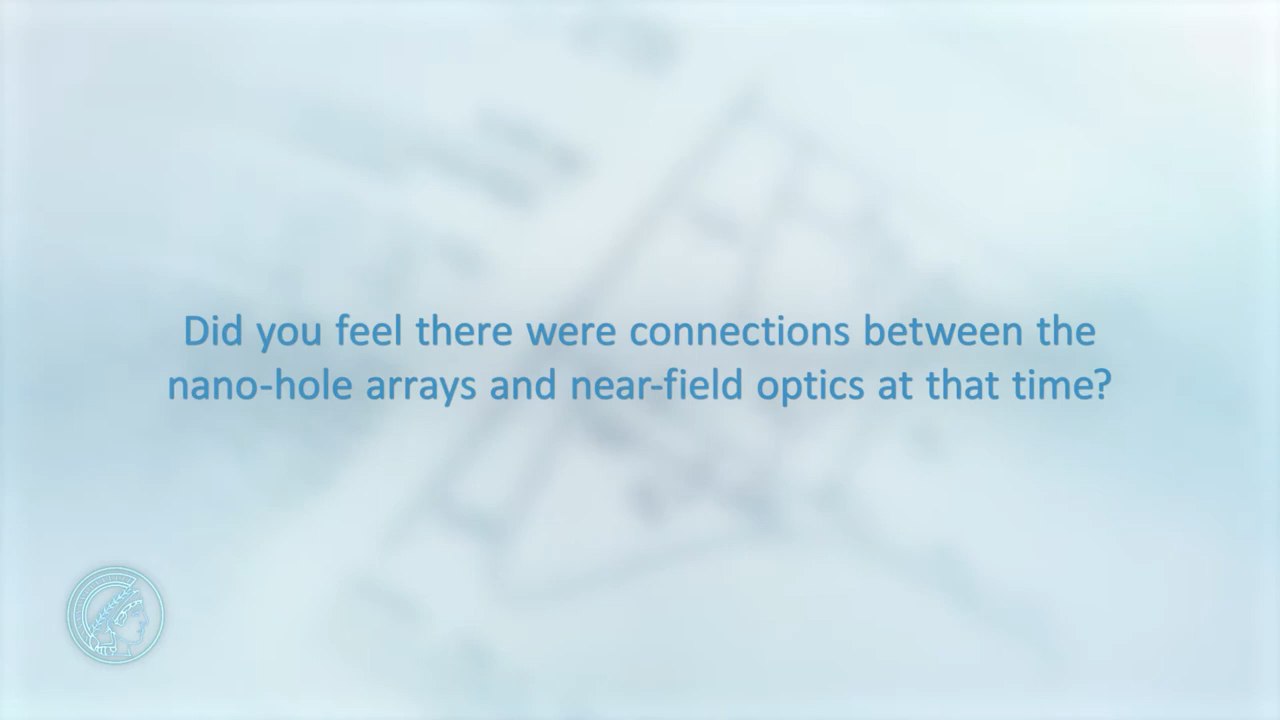 Did you feel there were connections between the
nano-hole arrays and near-field optics at that time?